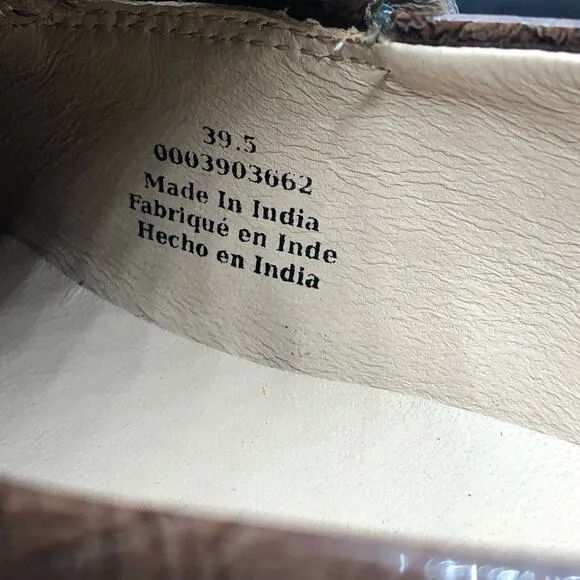 39.5
0003903662
Made In India
Fabriqué en Inde
Hecho en India